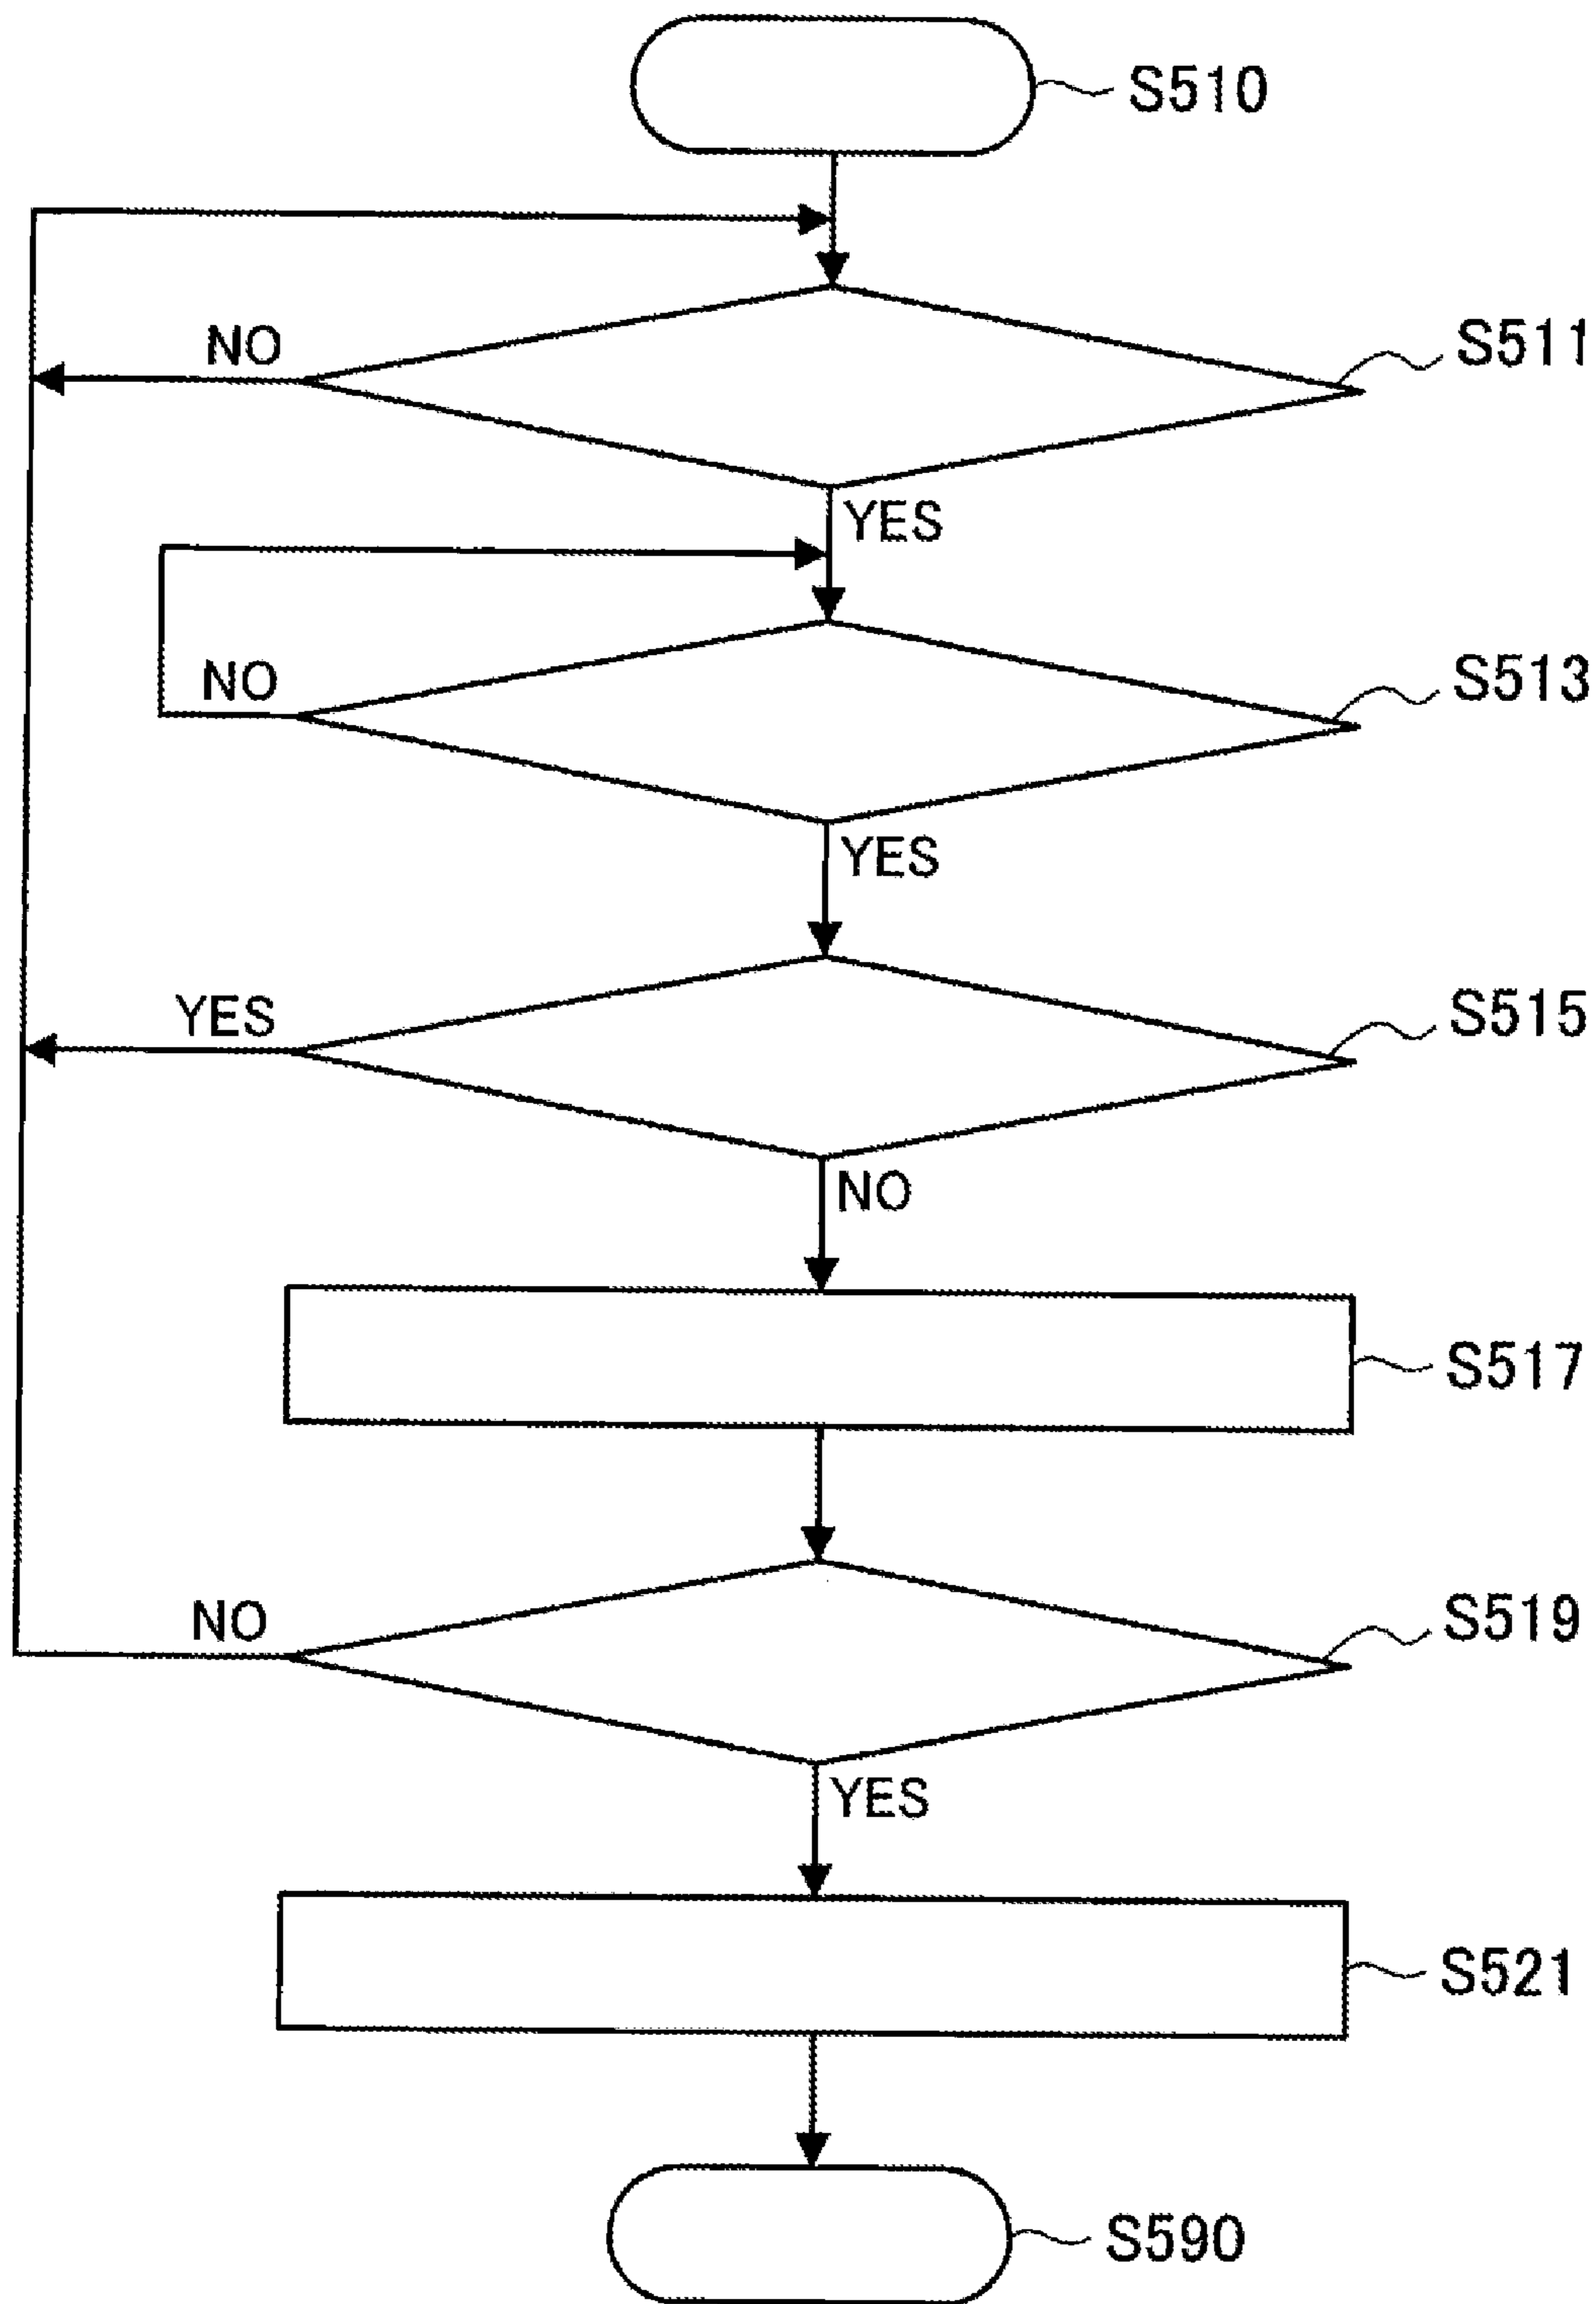 S510
NO
S511
YES
NO
S513
YES
YES
S515
NO
S517
NO
S519
YES
S521
S590